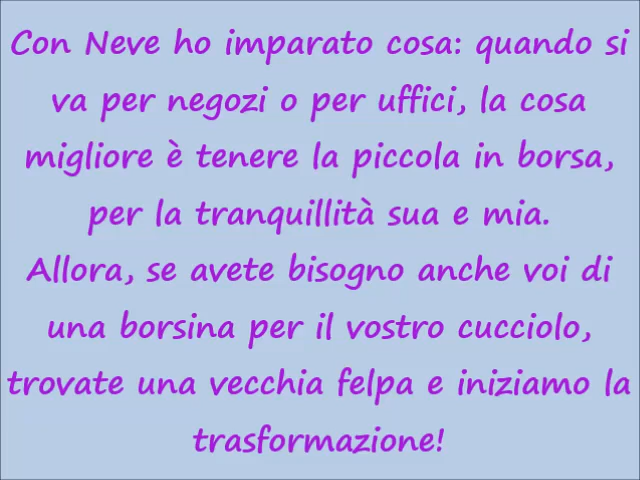 Con Neve ho imparato cosa: quando si
va per negozi o per uffici, la cosa
migliore è tenere la piccola in borsa,
per la tranquillità sua e mia.
Allora, se avete bisogno anche voi di
una borsina per il vostro cucciolo,
trovate una vecchia felpa e iniziamo la
trasformazione!